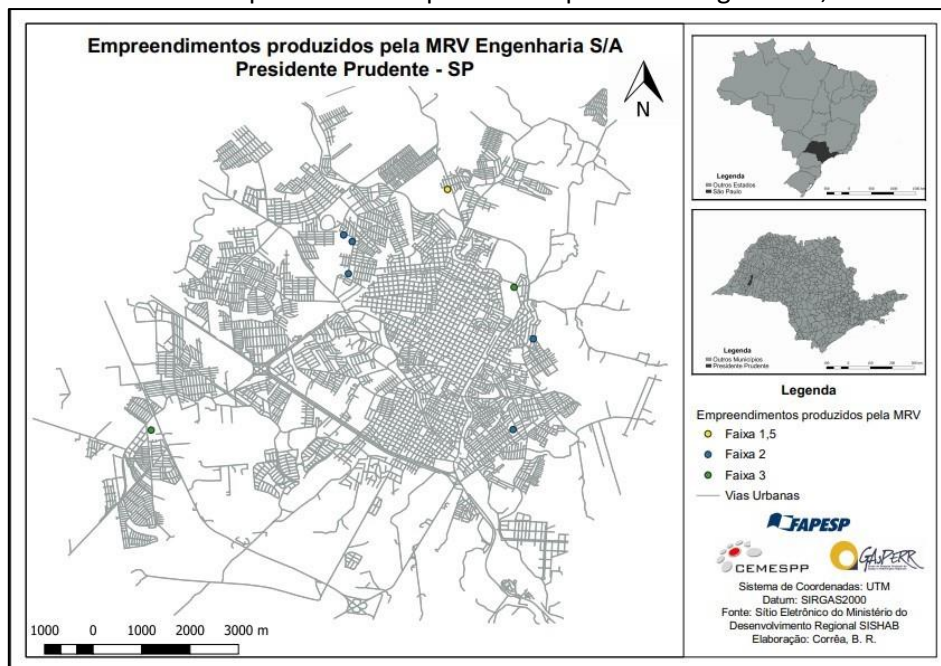 Empreendimentos produzidos pela MRV Engenharia S/A
Presidente Prudente - SP
N
1000 0 1000 2000 3000 m
Legenda
Outros Estados
São Paulo
Legenda
Outros Municípios
Presidente Prudente
Legenda
Empreendimentos produzidos pela MRV
Faixa 1,5
Faixa 2
Faixa 3
Vias Urbanas
FAPESP
CEMESPP
GAsPERR
Sistema de Coordenadas: UTM
Datum: SIRGAS2000
Fonte: Sítio Eletrônico do Ministério do
Desenvolvimento Regional SISHAB
Elaboração: Corrêa, B. R.